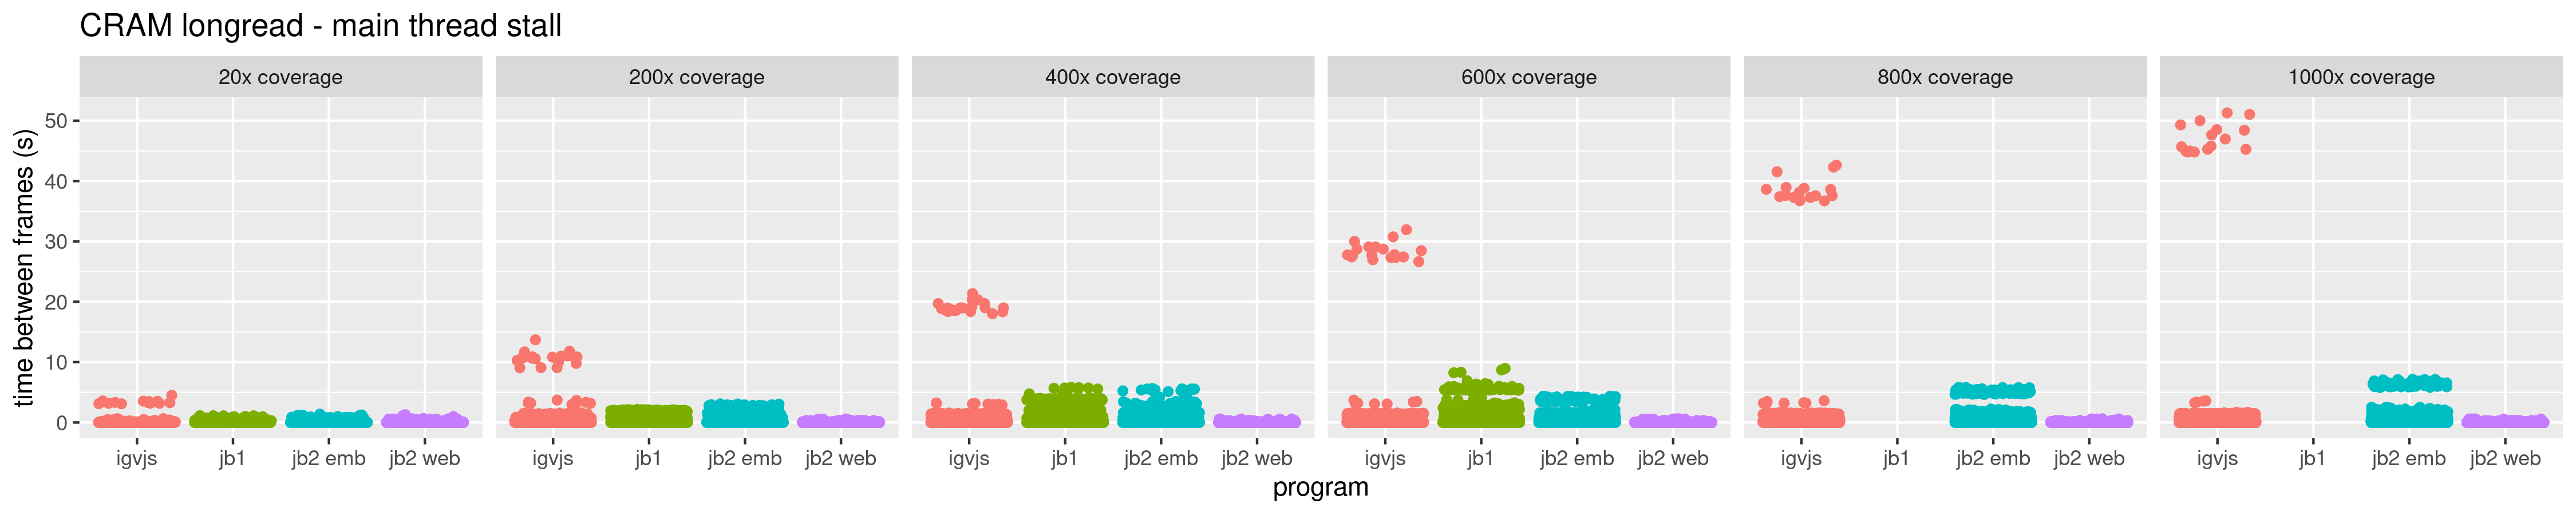 CRAM longread - main thread stall
20x coverage 200x coverage 400x coverage 600x coverage 800x coverage 1000x coverage
time between frames (s)
50
40
30
20
10
0
igvjs jb1 jb2 emb jb2 web igvjs jb1 jb2 emb jb2 web igvjs jb1 jb2 emb jb2 web igvjs jb1 jb2 emb jb2 web igvjs jb1 jb2 emb jb2 web igvjs jb1 jb2 emb jb2 web
program